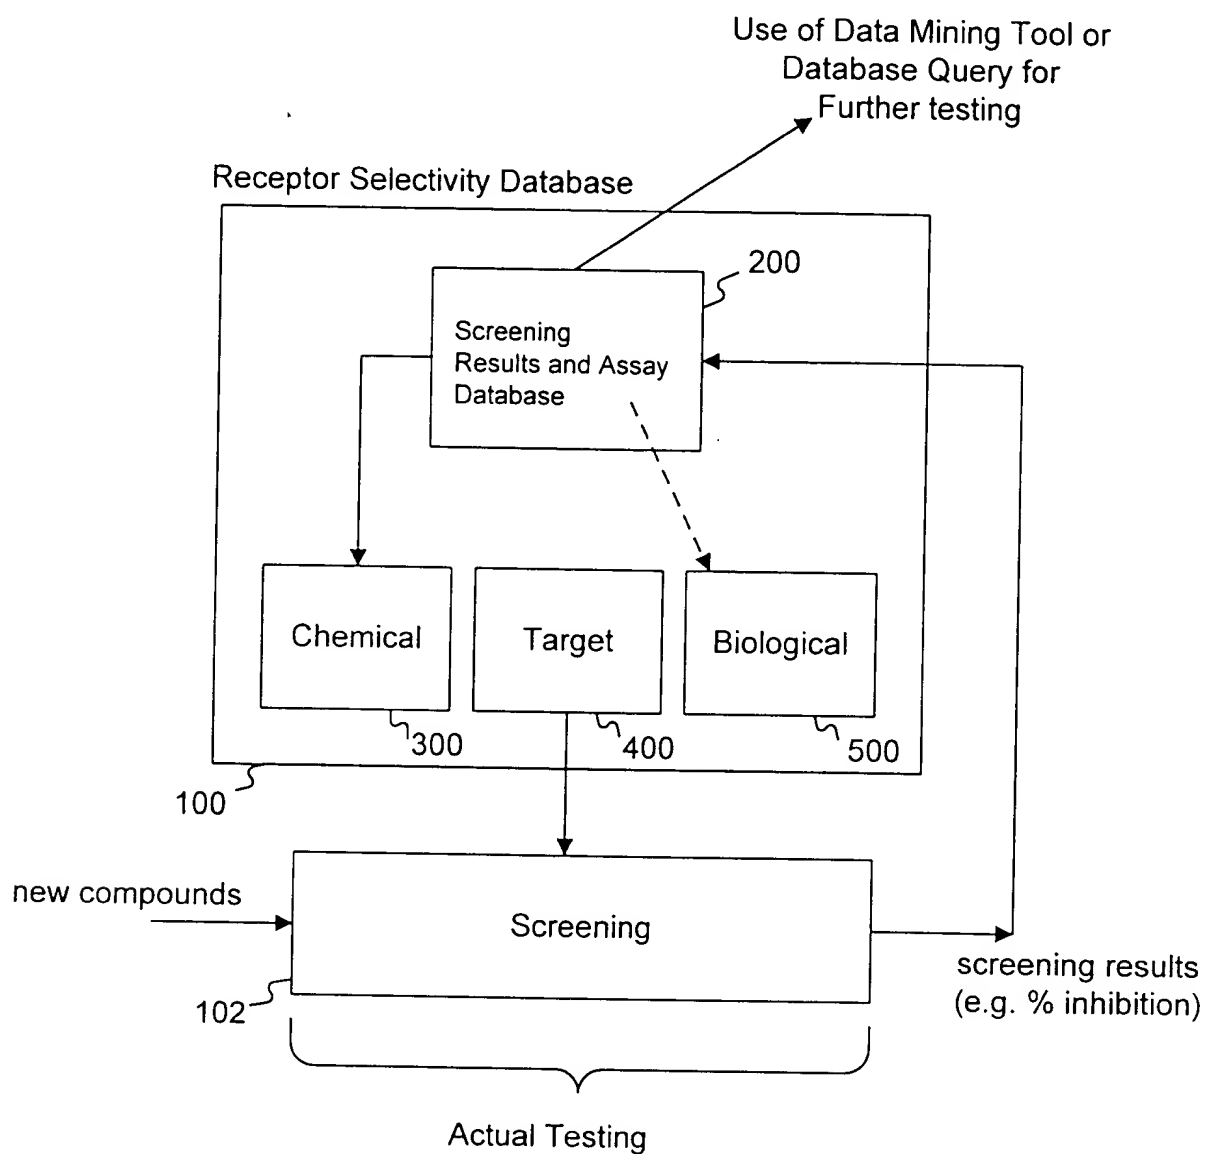 Use of Data Mining Tool or
Database Query for
Further testing
Receptor Selectivity Database
200
Screening
Results and Assay
Database
Chemical
Target
Biological
300
400
500
100
new compounds
Screening
102
screening results
(e.g. % inhibition)
Actual Testing